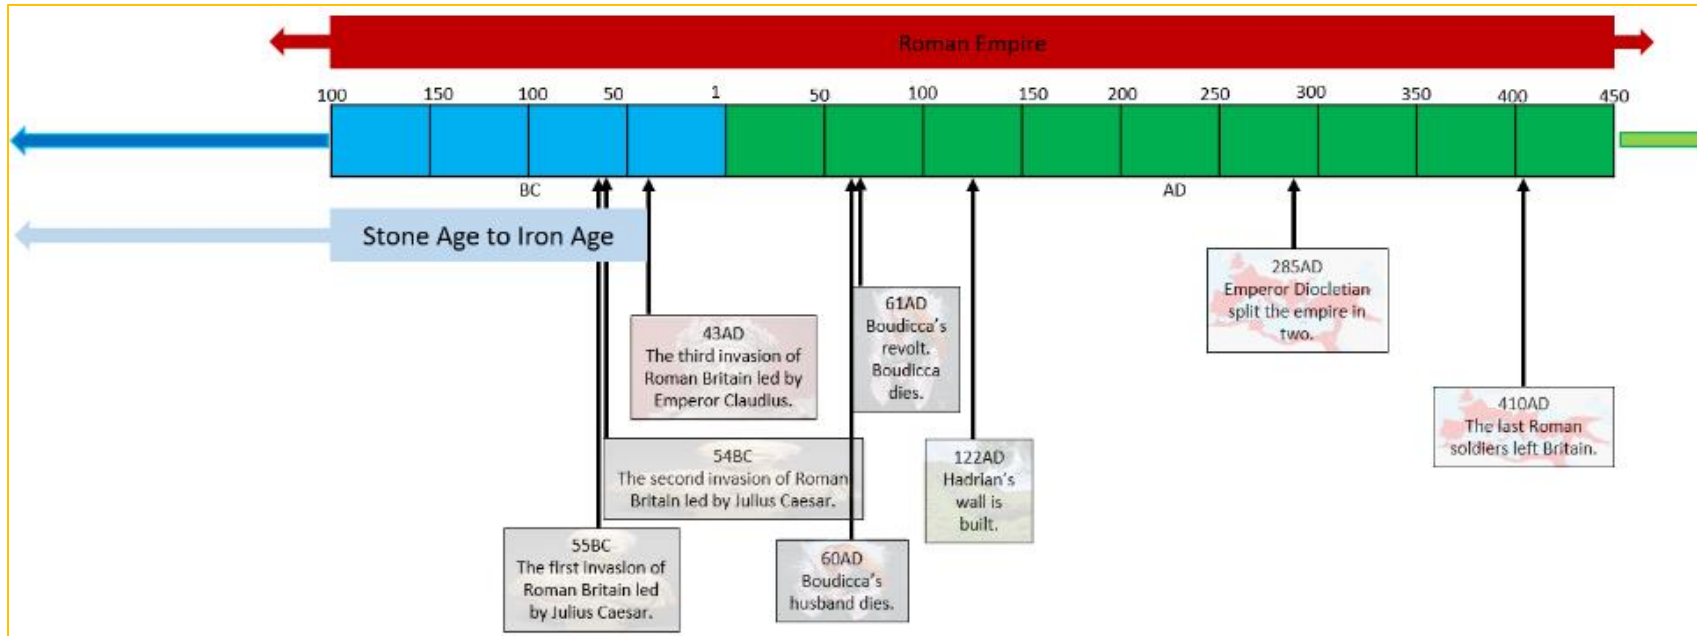 Roman Empire
100 150 100 50 1 50 100 150 200 250 300 350 400 450
BC AD
Stone Age to Iron Age
43AD
The third invasion of
Roman Britain led by
Emperor Claudius.
61AD
Boudicca's
revolt.
Boudicca
dies.
285AD
Emperor Diocletian
split the empire in
two.
410AD
The last Roman
soldiers left Britain.
54BC
The second invasion of Roman
Britain led by Julius Caesar.
122AD
Hadrian's
wall is
built.
55BC
The first invasion of
Roman Britain led
by Julius Caesar.
60AD
Boudicca's
husband dies.